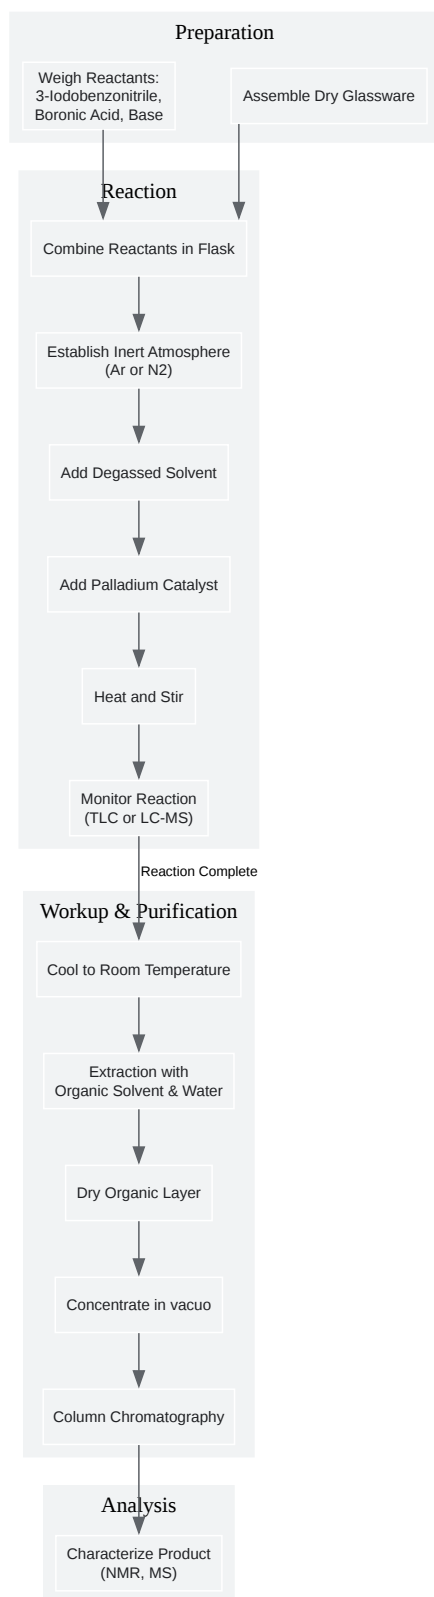 Preparation
Weigh Reactants:
3-Iodobenzonitrile,
Boronic Acid, Base
Assemble Dry Glassware
Reaction
Combine Reactants in Flask
Establish Inert Atmosphere
(Ar or N2)
Add Degassed Solvent
Add Palladium Catalyst
Heat and Stir
Monitor Reaction
(TLC or LC-MS)
Reaction Complete
Workup & Purification
Cool to Room Temperature
Extraction with
Organic Solvent & Water
Dry Organic Layer
Concentrate in vacuo
Column Chromatography
Analysis
Characterize Product
(NMR, MS)